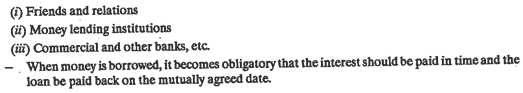 (i) Friends and relations
(ii) Money lending institutions
(iii) Commercial and other banks, etc.
– . When money is borrowed, it becomes obligatory that the interest should be paid in time and the
loan be paid back on the mutually agreed date.